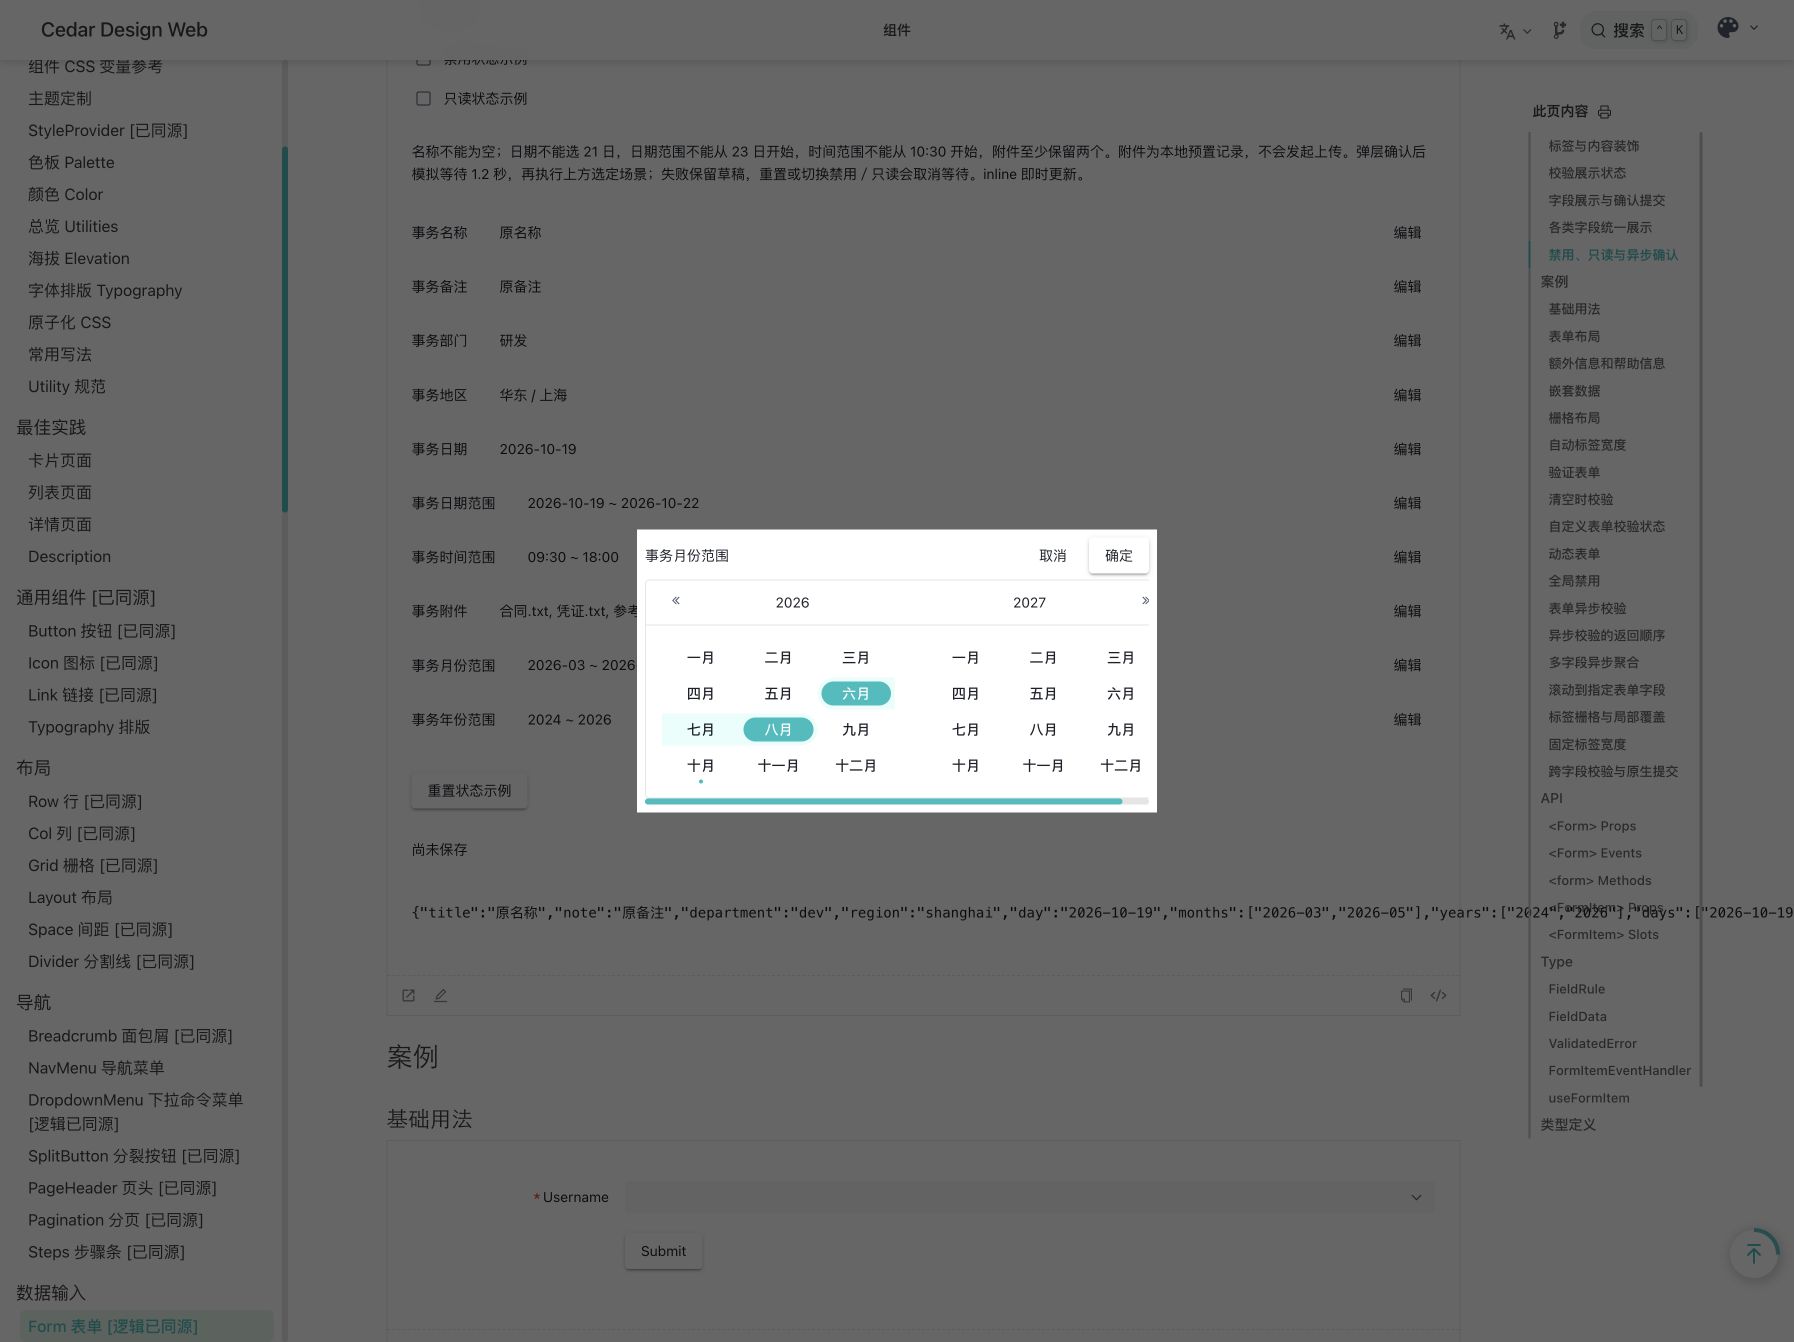 Cedar Design Web
组件
搜索
^
K
组件 CSS 变量参考
主题定制
StyleProvider [已同源]
色板 Palette
颜色 Color
总览 Utilities
海拔 Elevation
字体排版 Typography
原子化 CSS
常用写法
Utility 规范
最佳实践
卡片页面
列表页面
详情页面
Description
通用组件 [已同源]
Button 按钮 [已同源]
Icon 图标 [已同源]
Link 链接 [已同源]
Typography 排版
布局
Row 行 [已同源]
Col 列 [已同源]
Grid 栅格 [已同源]
Layout 布局
Space 间距 [已同源]
Divider 分割线 [已同源]
导航
Breadcrumb 面包屑 [已同源]
NavMenu 导航菜单
DropdownMenu 下拉命令菜单
[逻辑已同源]
SplitButton 分裂按钮 [已同源]
PageHeader 页头 [已同源]
Pagination 分页 [已同源]
Steps 步骤条 [已同源]
数据输入
Form 表单 [逻辑已同源]
禁用状态示例
只读状态示例
名称不能为空；日期不能选 21 日，日期范围不能从 23 日开始，时间范围不能从 10:30 开始，附件至少保留两个。附件为本地预置记录，不会发起上传。弹层确认后
模拟等待 1.2 秒，再执行上方选定场景；失败保留草稿，重置或切换禁用 / 只读会取消等待。inline 即时更新。
事务名称 原名称 编辑
事务备注 原备注 编辑
事务部门 研发 编辑
事务地区 华东 / 上海 编辑
事务日期 2026-10-19 编辑
事务日期范围 2026-10-19 ~ 2026-10-22 编辑
事务时间范围 09:30 ~ 18:00 编辑
事务附件 合同.txt, 凭证.txt, 参考 编辑
事务月份范围 2026-03 ~ 2026 编辑
事务年份范围 2024 ~ 2026 编辑
重置状态示例
尚未保存
{"title":"原名称","note":"原备注","department":"dev","region":"shanghai","day":"2026-10-19","months":["2026-03","2026-05"],"years":["2024","2026"],"days":["2026-10-19
事务月份范围 取消 确定
« 2026 2027 »
一月 二月 三月 一月 二月 三月
四月 五月 六月 四月 五月 六月
七月 八月 九月 七月 八月 九月
十月 十一月 十二月 十月 十一月 十二月
案例
基础用法
*Username
Submit
此页内容
标签与内容装饰
校验展示状态
字段展示与确认提交
各类字段统一展示
禁用、只读与异步确认
案例
基础用法
表单布局
额外信息和帮助信息
嵌套数据
栅格布局
自动标签宽度
验证表单
清空时校验
自定义表单校验状态
动态表单
全局禁用
表单异步校验
异步校验的返回顺序
多字段异步聚合
滚动到指定表单字段
标签栅格与局部覆盖
固定标签宽度
跨字段校验与原生提交
API
<Form> Props
<Form> Events
<form> Methods
<FormItem> Props
<FormItem> Slots
Type
FieldRule
FieldData
ValidatedError
FormItemEventHandler
useFormItem
类型定义